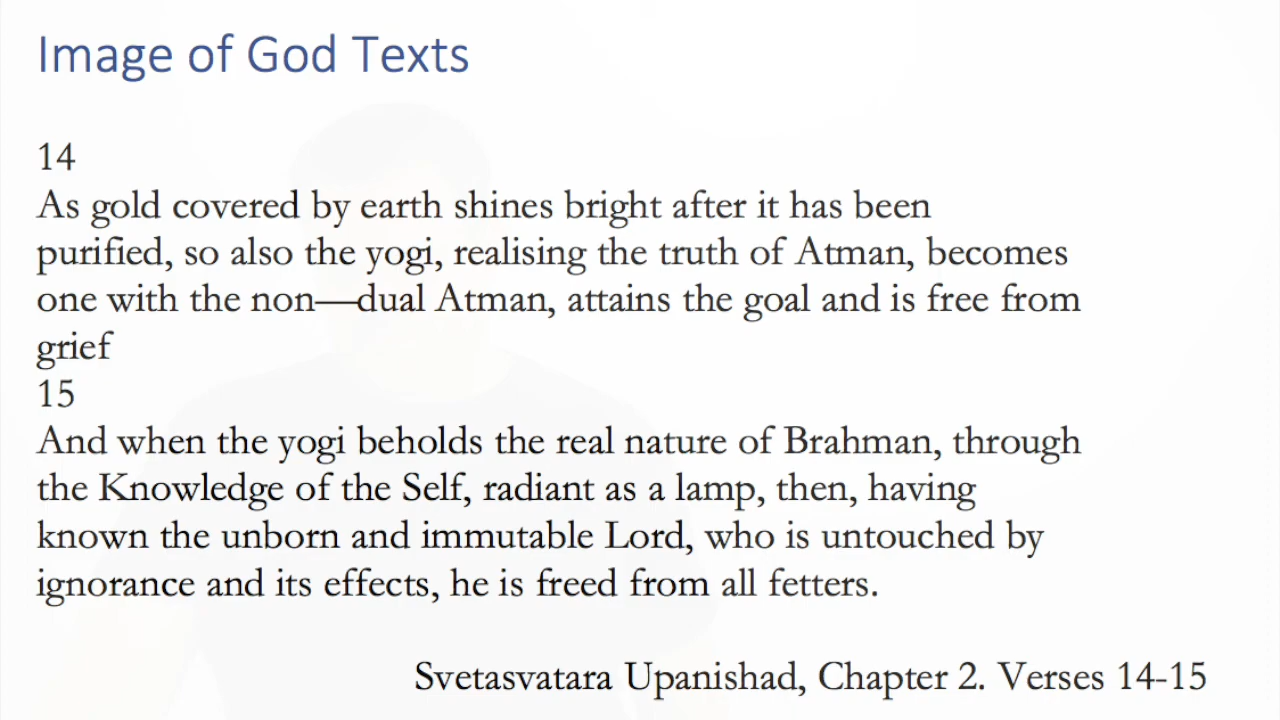 Image of God Texts
14
As gold covered by earth shines bright after it has been
purified, so also the yogi, realising the truth of Atman, becomes
one with the non—dual Atman, attains the goal and is free from
grief
15
And when the yogi beholds the real nature of Brahman, through
the Knowledge of the Self, radiant as a lamp, then, having
known the unborn and immutable Lord, who is untouched by
ignorance and its effects, he is freed from all fetters.
Svetasvatara Upanishad, Chapter 2. Verses 14-15